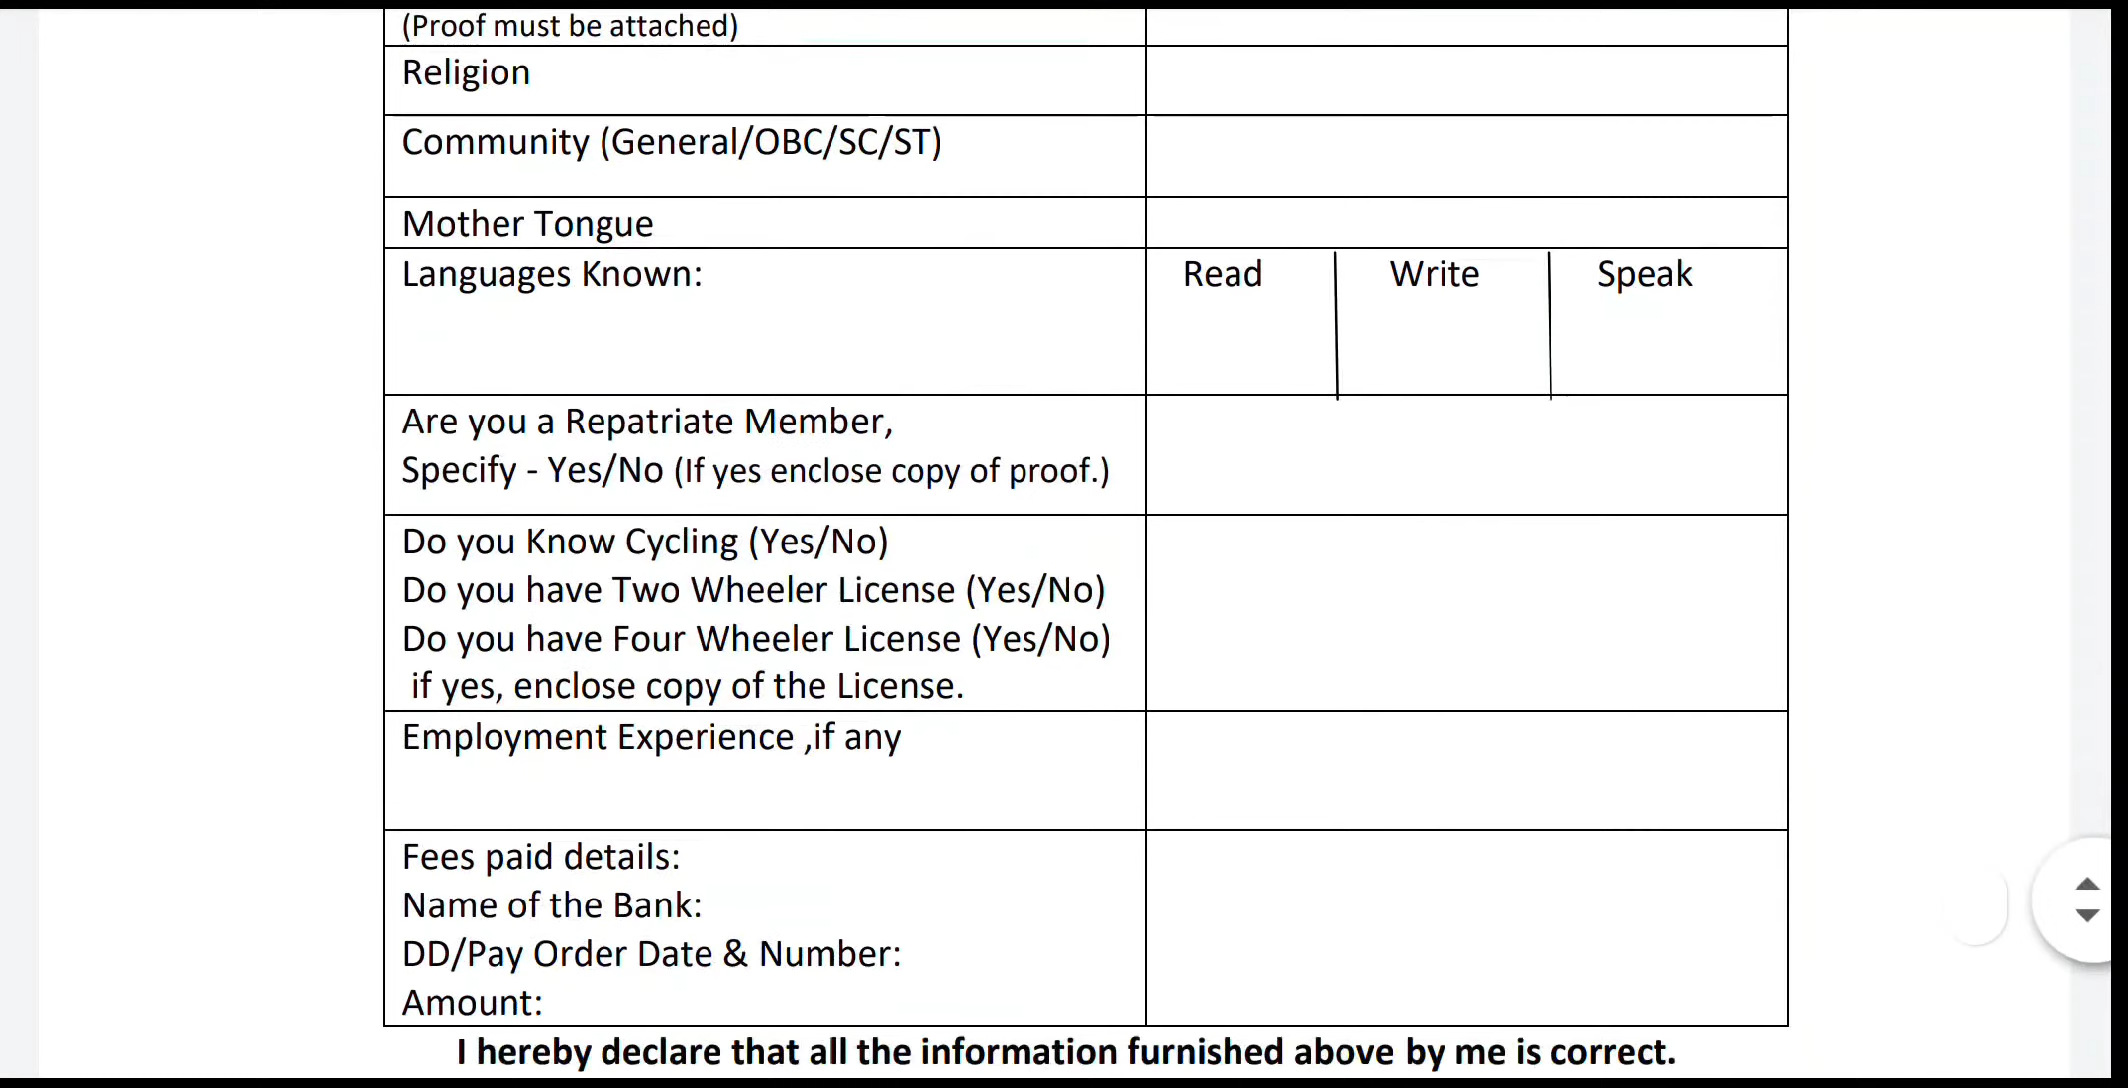 (Proof must be attached)
Religion
Community (General/OBC/SC/ST)
Mother Tongue
Languages Known: Read Write Speak
Are you a Repatriate Member,
Specify - Yes/No (If yes enclose copy of proof.)
Do you Know Cycling (Yes/No)
Do you have Two Wheeler License (Yes/No)
Do you have Four Wheeler License (Yes/No)
if yes, enclose copy of the License.
Employment Experience ,if any
Fees paid details:
Name of the Bank:
DD/Pay Order Date & Number:
Amount:
I hereby declare that all the information furnished above by me is correct.